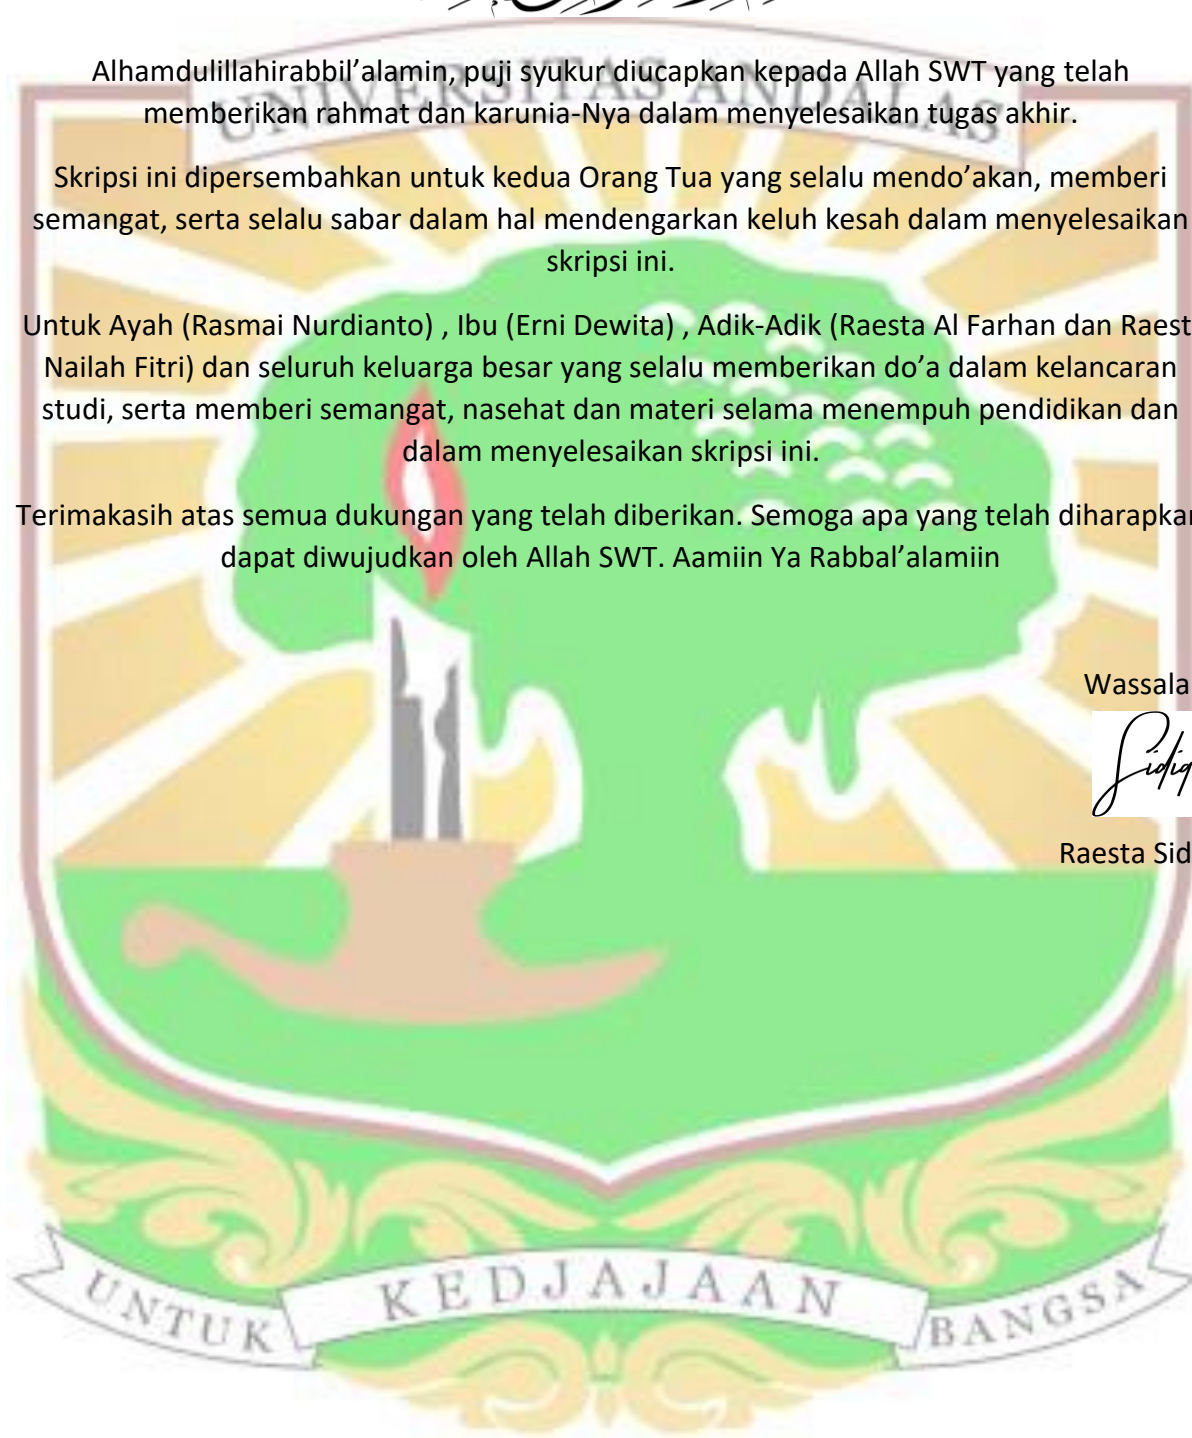 UNIVERSITAS ANDALAS
Alhamdulillahirabbil’alamin, puji syukur diucapkan kepada Allah SWT yang telah
memberikan rahmat dan karunia-Nya dalam menyelesaikan tugas akhir.
Skripsi ini dipersembahkan untuk kedua Orang Tua yang selalu mendo’akan, memberi
semangat, serta selalu sabar dalam hal mendengarkan keluh kesah dalam menyelesaikan
skripsi ini.
Untuk Ayah (Rasmai Nurdianto) , Ibu (Erni Dewita) , Adik-Adik (Raesta Al Farhan dan Raest
Nailah Fitri) dan seluruh keluarga besar yang selalu memberikan do’a dalam kelancaran
studi, serta memberi semangat, nasehat dan materi selama menempuh pendidikan dan
dalam menyelesaikan skripsi ini.
Terimakasih atas semua dukungan yang telah diberikan. Semoga apa yang telah diharapkan
dapat diwujudkan oleh Allah SWT. Aamiin Ya Rabbal’alamiin
Wassala
Sidiq
Raesta Sid
UNTUK KEDJAJAAN BANGSA